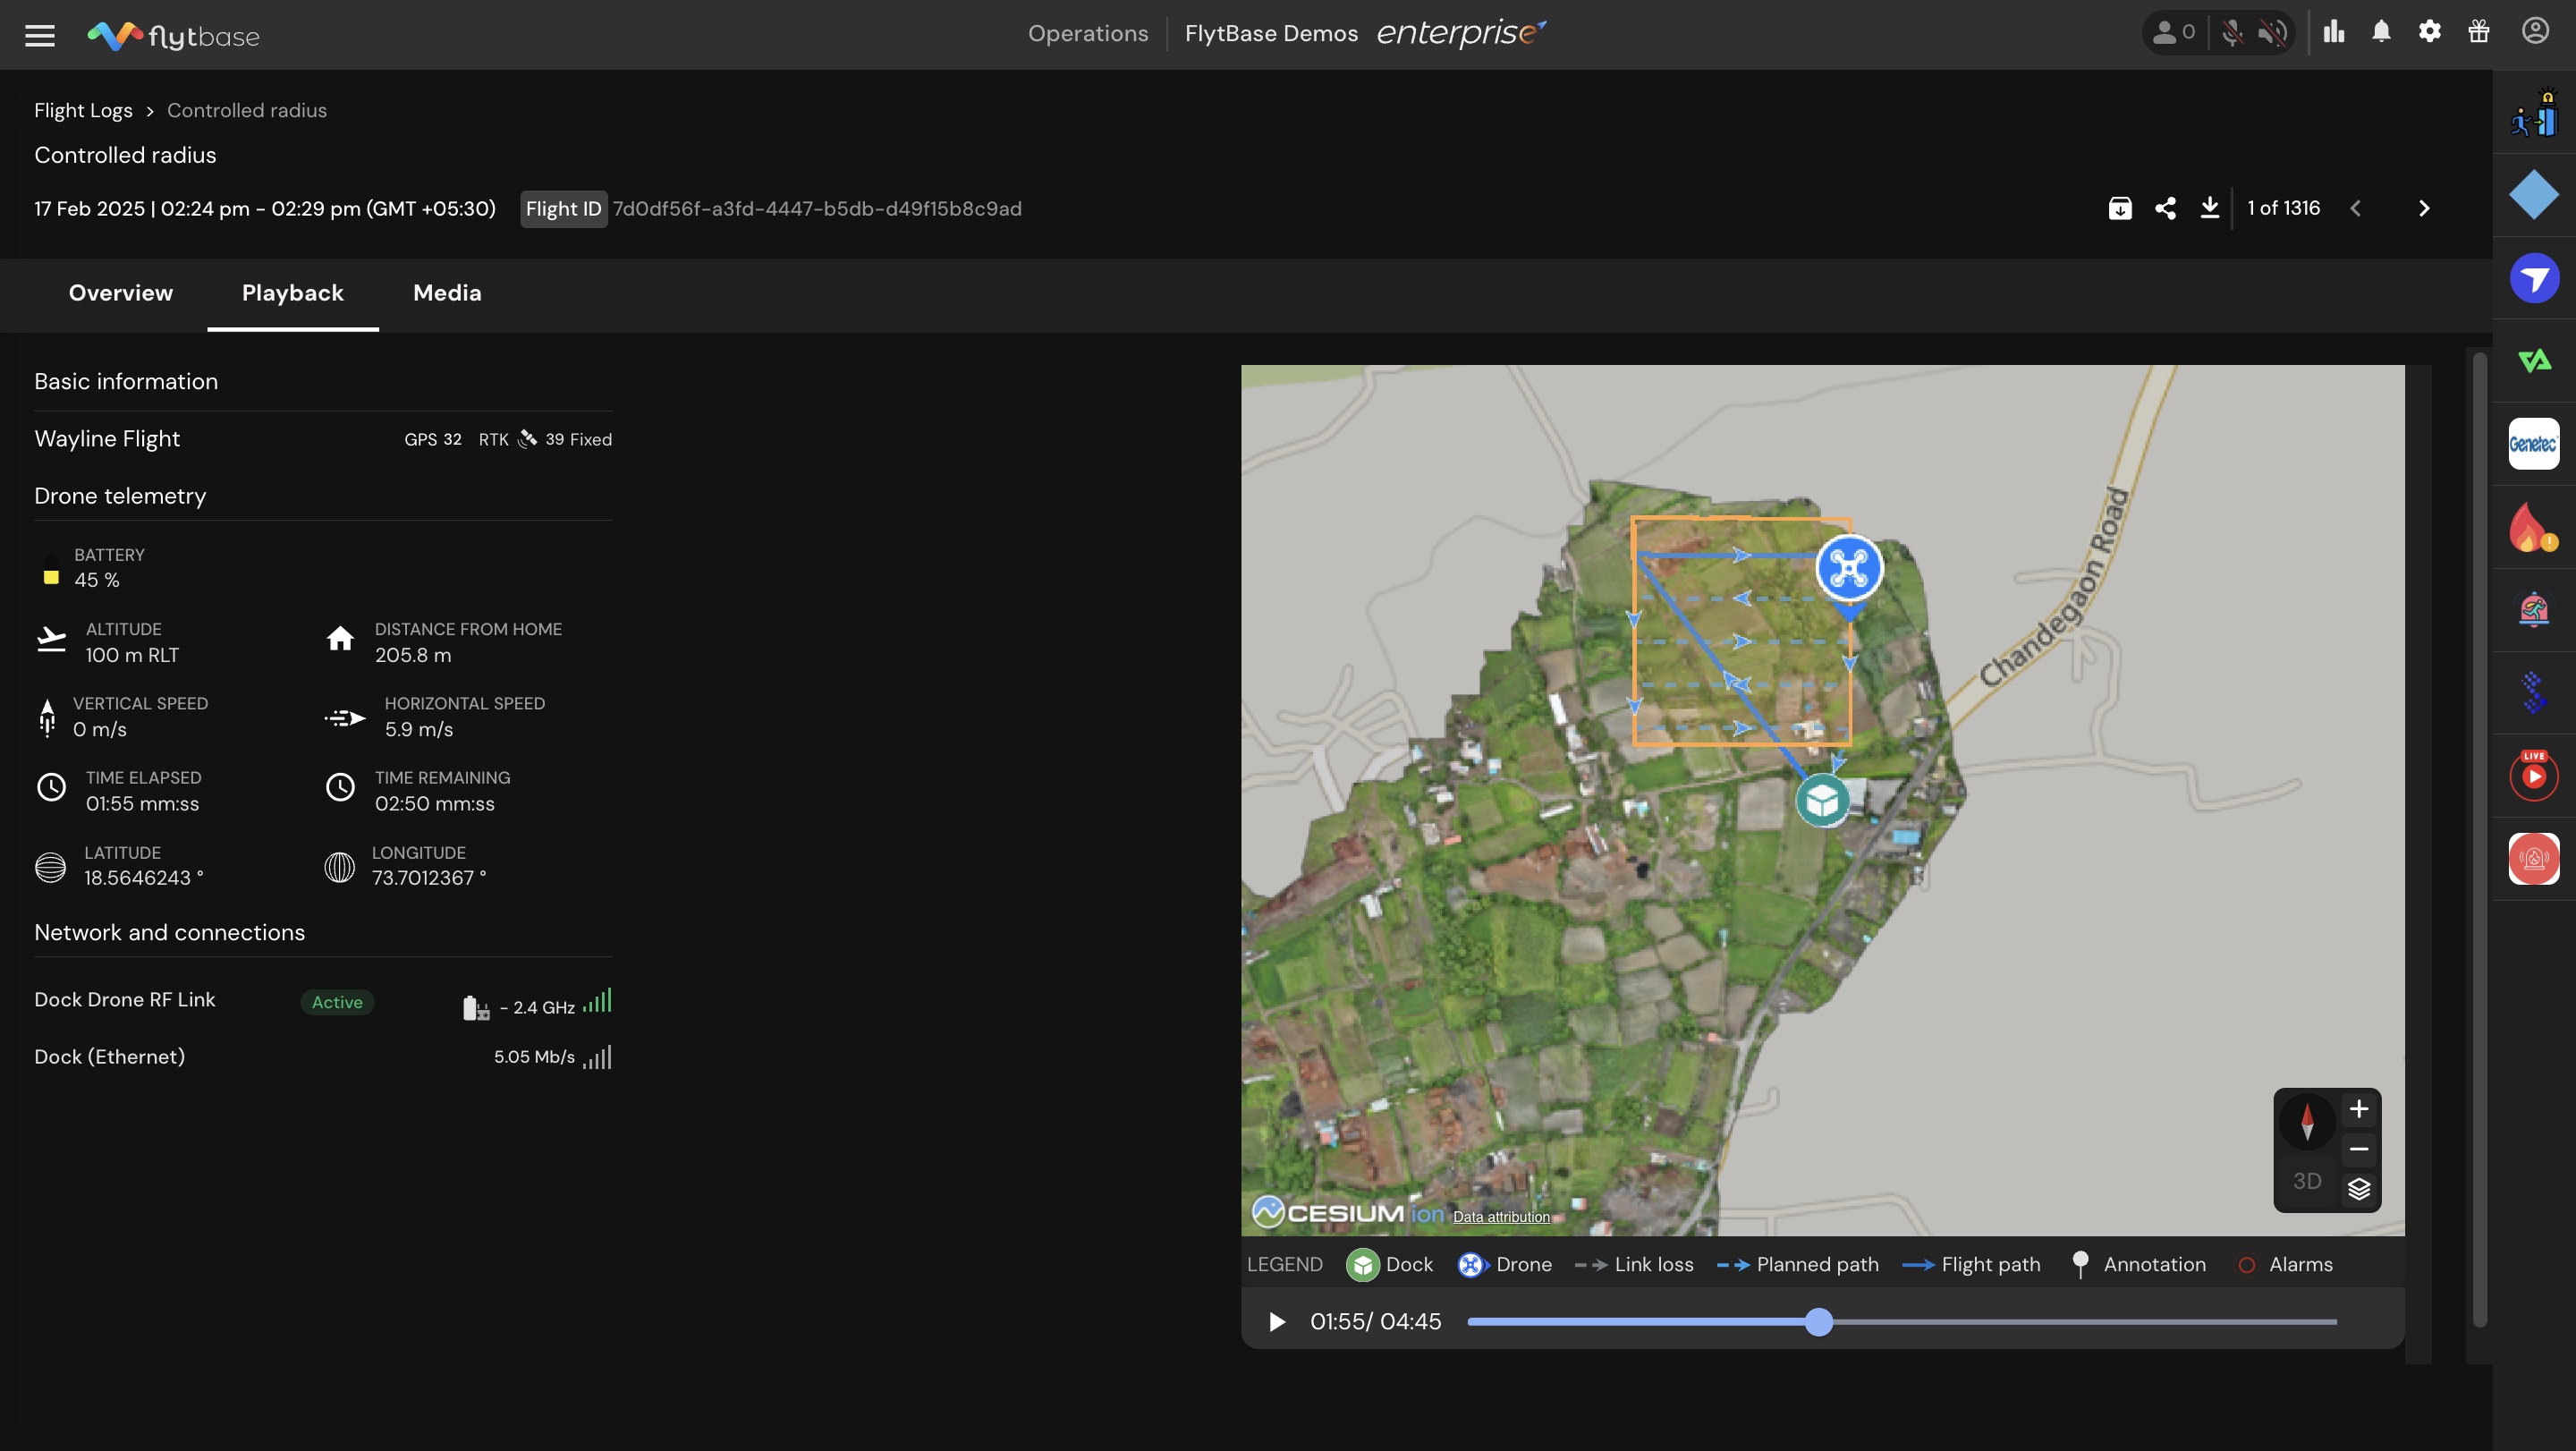 flytbase
Operations
FlytBase Demos enterprise
0
Flight Logs > Controlled radius
Controlled radius
17 Feb 2025 | 02:24 pm - 02:29 pm (GMT +05:30)
Flight ID 7d0df56f-a3fd-4447-b5db-d49f15b8c9ad
1 of 1316
Overview
Playback
Media
Basic information
Wayline Flight
GPS 32 RTK 39 Fixed
Drone telemetry
BATTERY
45 %
ALTITUDE
100 m RLT
DISTANCE FROM HOME
205.8 m
VERTICAL SPEED
0 m/s
HORIZONTAL SPEED
5.9 m/s
TIME ELAPSED
01:55 mm:ss
TIME REMAINING
02:50 mm:ss
LATITUDE
18.5646243 °
LONGITUDE
73.7012367 °
Network and connections
Dock Drone RF Link
Active
- 2.4 GHz
Dock (Ethernet)
5.05 Mb/s
Chandegaon Road
3D
CESIUM ion Data attribution
LEGEND Dock Drone Link loss Planned path Flight path Annotation Alarms
01:55/ 04:45
Genetec
LIVE